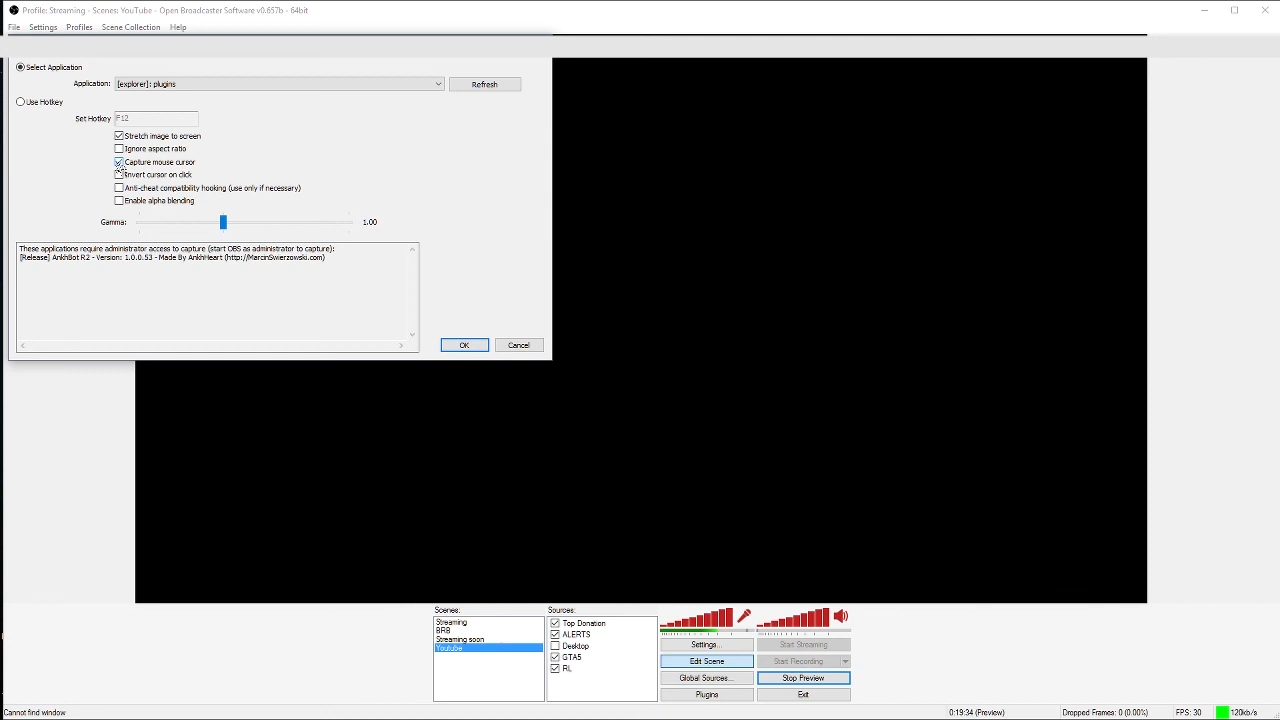 Profile: Streaming - Scenes: YouTube - Open Broadcaster Software v0.657b - 64bit
File Settings Profiles Scene Collection Help
Select Application
Application: [explorer]: plugins Refresh
Use Hotkey
Set Hotkey F12
Stretch image to screen
Ignore aspect ratio
Capture mouse cursor
Invert cursor on click
Anti-cheat compatibility hooking (use only if necessary)
Enable alpha blending
Gamma: 1.00
These applications require administrator access to capture (start OBS as administrator to capture):
[Release] AnkhBot R2 - Version: 1.0.0.53 - Made By AnkhHeart (http://MarcinSwierzowski.com)
OK Cancel
Scenes: Sources:
Streaming
BRB
Streaming soon
Youtube
Top Donation
ALERTS
Desktop
GTA5
RL
Settings... Start Streaming
Edit Scene Start Recording
Global Sources... Stop Preview
Plugins Exit
Cannot find window 0:19:34 (Preview) Dropped Frames: 0 (0.00%) FPS: 30 120kb/s